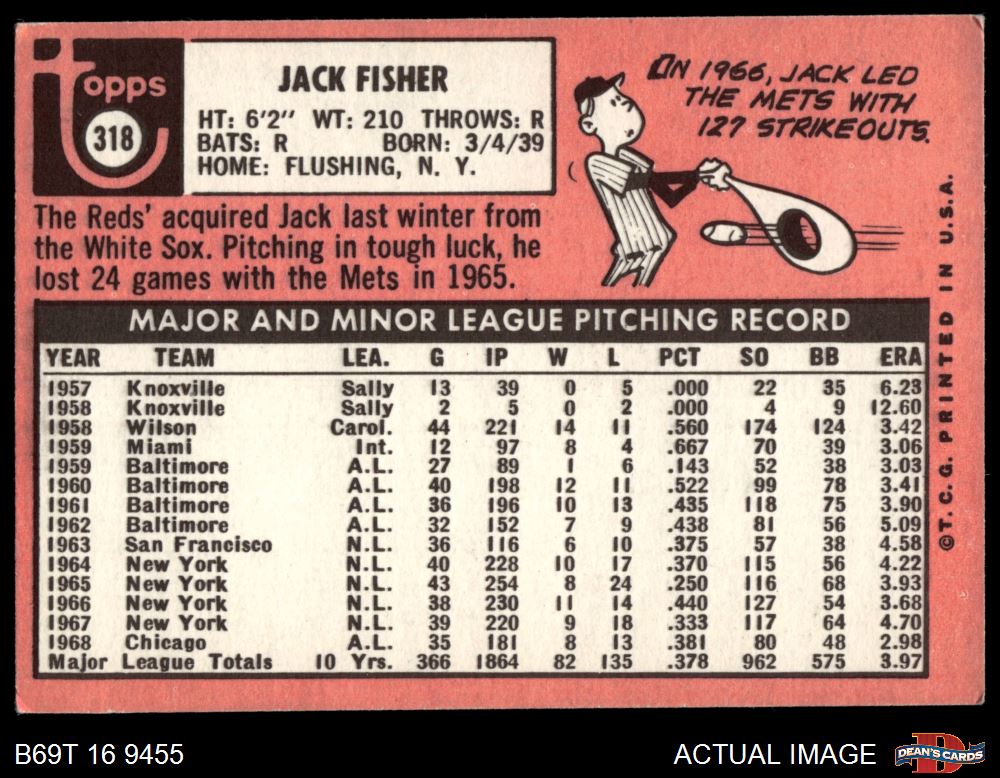 topps
318
JACK FISHER
HT: 6'2" WT: 210 THROWS: R
BATS: R BORN: 3/4/39
HOME: FLUSHING, N. Y.
ON 1966, JACK LED
THE METS WITH
127 STRIKEOUTS.
The Reds' acquired Jack last winter from
the White Sox. Pitching in tough luck, he
lost 24 games with the Mets in 1965.
MAJOR AND MINOR LEAGUE PITCHING RECORD
YEAR TEAM LEA. G IP W L PCT SO BB ERA
1957 Knoxville Sally 13 39 0 5 .000 22 35 6.23
1958 Knoxville Sally 2 5 0 2 .000 4 9 12.60
1958 Wilson Carol. 44 221 14 11 .560 174 124 3.42
1959 Miami Int. 12 97 8 4 .667 70 39 3.06
1959 Baltimore A.L. 27 89 1 6 .143 52 38 3.03
1960 Baltimore A.L. 40 198 12 11 .522 99 78 3.41
1961 Baltimore A.L. 36 196 10 13 .435 118 75 3.90
1962 Baltimore A.L. 32 152 7 9 .438 81 56 5.09
1963 San Francisco N.L. 36 116 6 10 .375 57 38 4.58
1964 New York N.L. 40 228 10 17 .370 115 56 4.22
1965 New York N.L. 43 254 8 24 .250 116 68 3.93
1966 New York N.L. 38 230 11 14 .440 127 54 3.68
1967 New York N.L. 39 220 9 18 .333 117 64 4.70
1968 Chicago A.L. 35 181 8 13 .381 80 48 2.98
Major League Totals 10 Yrs. 366 1864 82 135 .378 962 575 3.97
©T. C. G. PRINTED IN U.S.A.
B69T 16 9455
ACTUAL IMAGE
D
DEAN'S CARDS